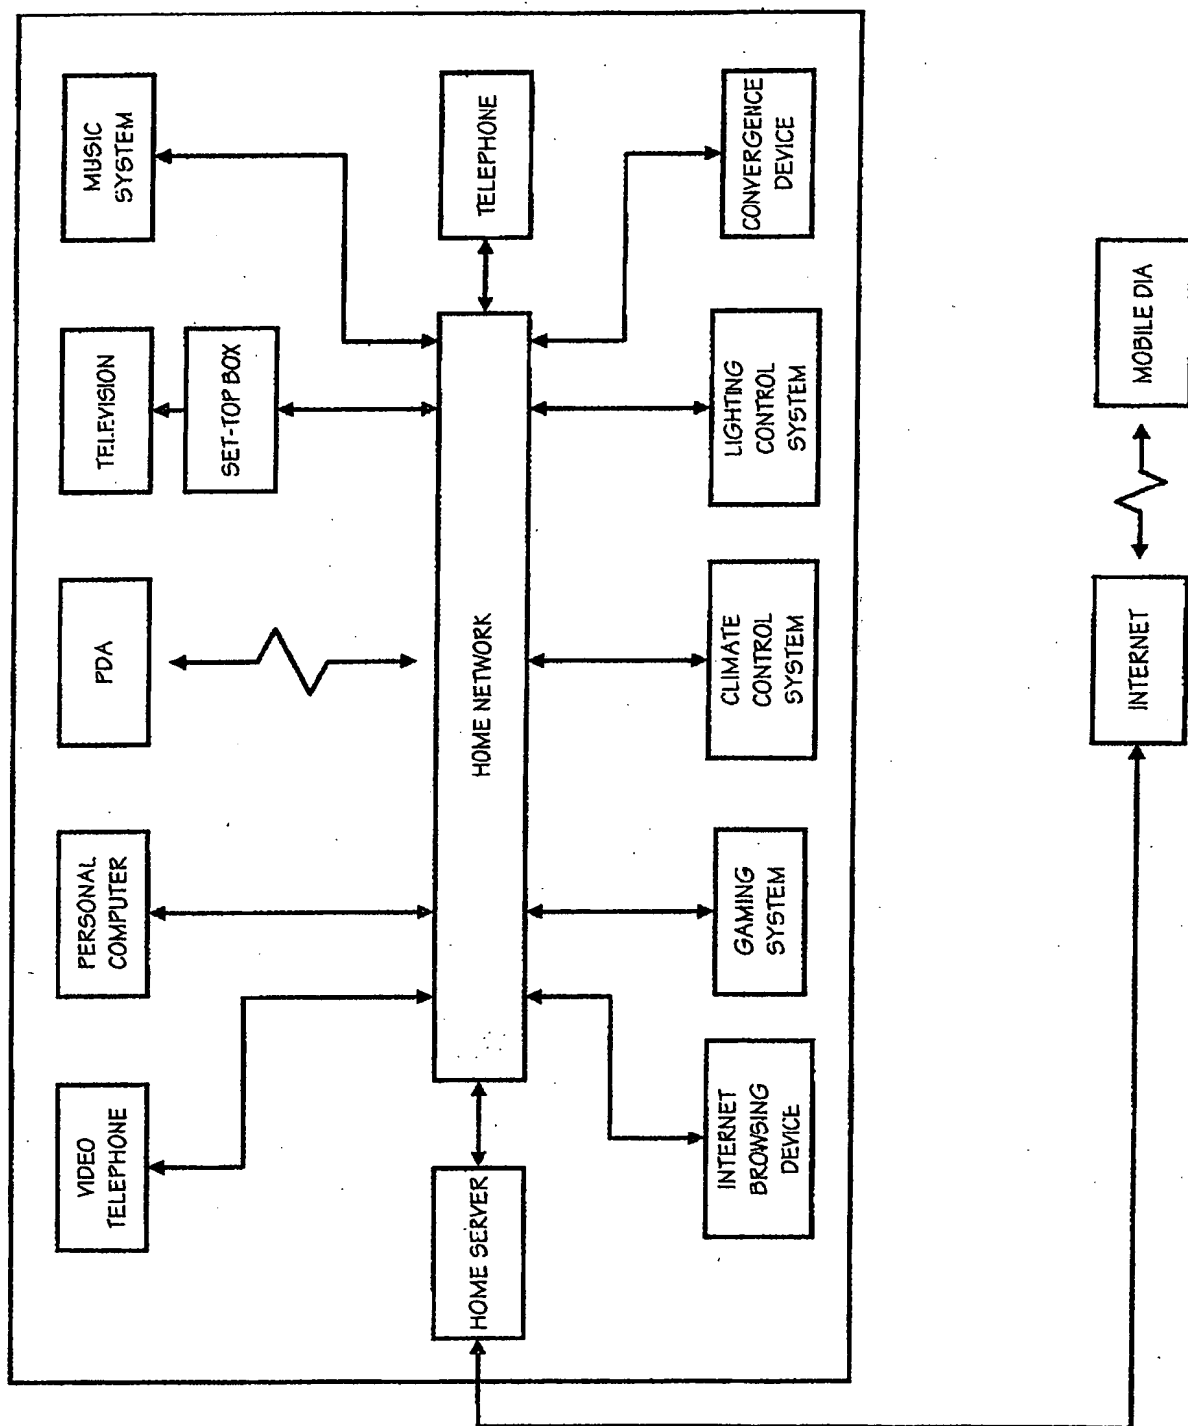 VIDEO
TELEPHONE
PERSONAL
COMPUTER
PDA
TELEVISION
SET-TOP BOX
MUSIC
SYSTEM
HOME SERVER
HOME NETWORK
TELEPHONE
INTERNET
BROWSING
DEVICE
GAMING
SYSTEM
CLIMATE
CONTROL
SYSTEM
LIGHTING
CONTROL
SYSTEM
CONVERGENCE
DEVICE
INTERNET
MOBILE DIA